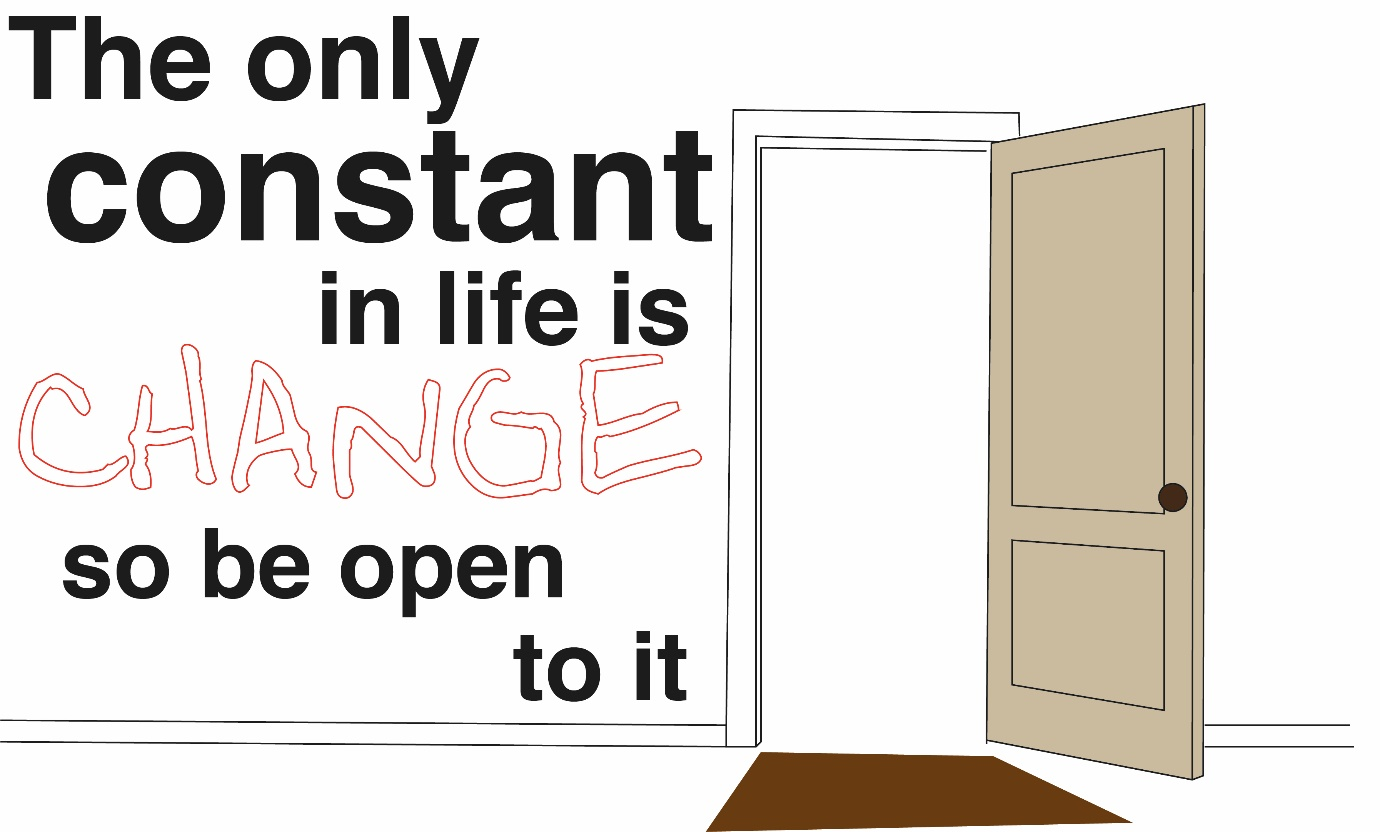 The only
constant
in life is
CHANGE
so be open
to it